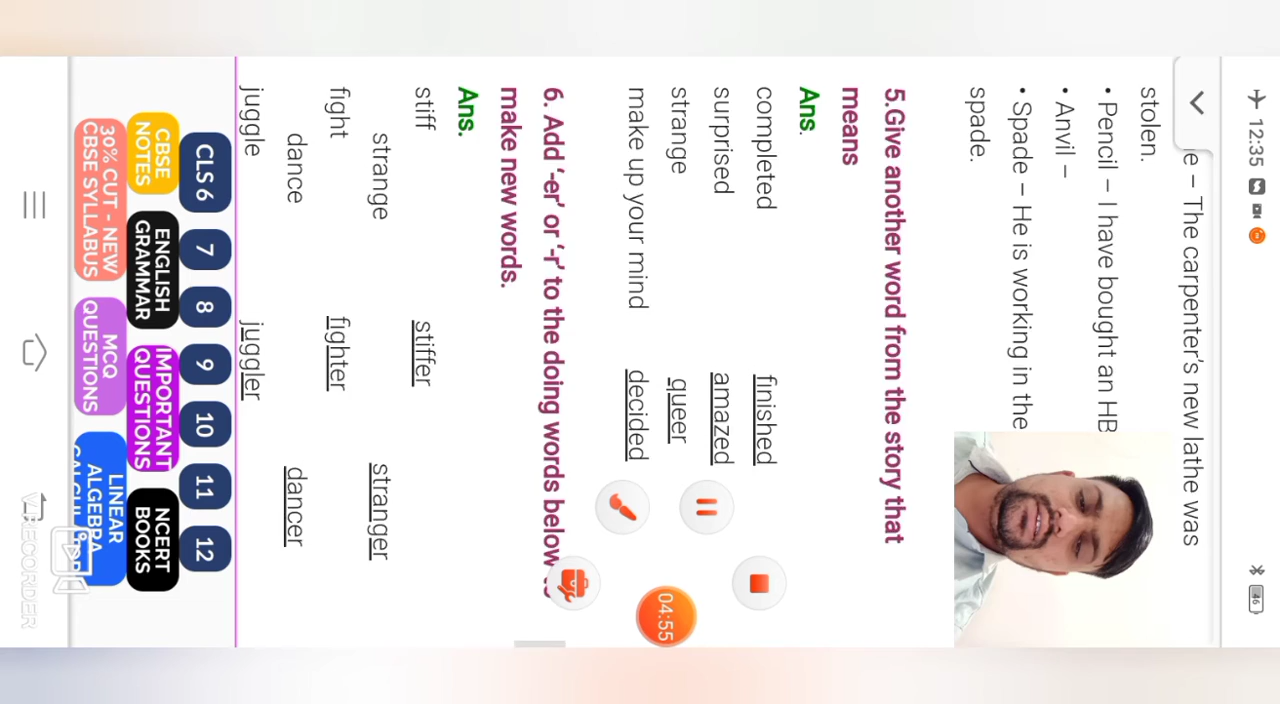 12:35
46
e – The carpenter's new lathe was
stolen.
• Pencil – I have bought an HB
• Anvil –
• Spade – He is working in the
spade.
5.Give another word from the story that
means
Ans.
completed finished
surprised amazed
strange queer
make up your mind decided
6. Add '-er' or '-r' to the doing words below
make new words.
Ans.
stiff stiffer
strange stranger
fight fighter
dance dancer
juggle juggler
CLS 6 7 8 9 10 11 12
CBSE NOTES
ENGLISH GRAMMAR
IMPORTANT QUESTIONS
NCERT BOOKS
30% CUT - NEW CBSE SYLLABUS
MCQ QUESTIONS
LINEAR ALGEBRA
04:55
RECORDER